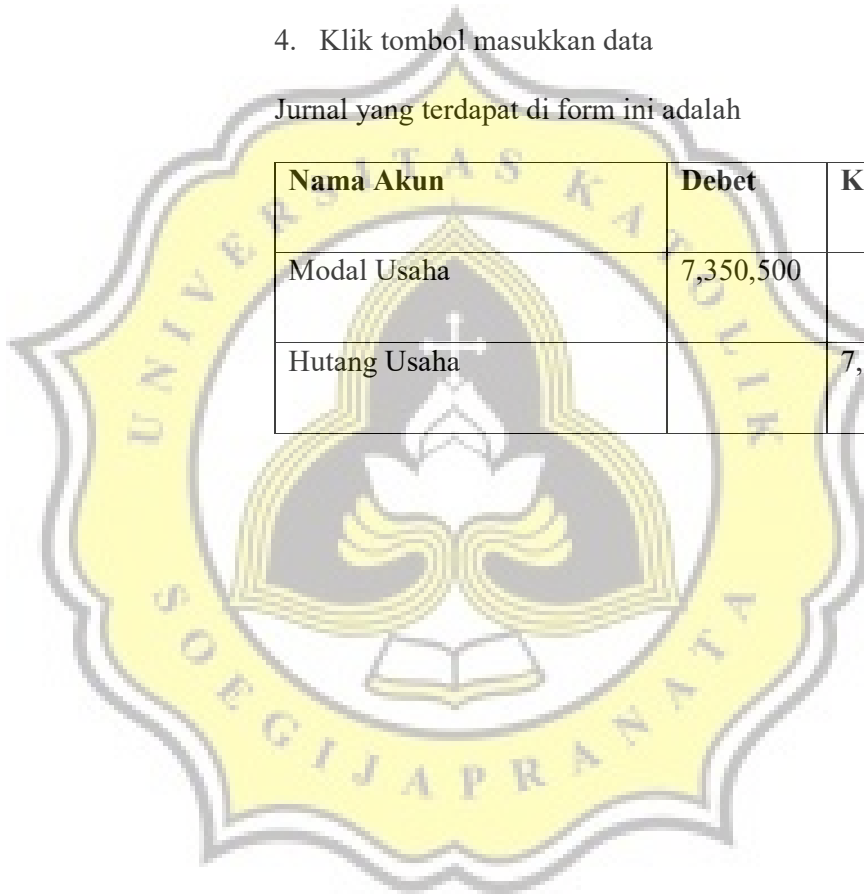 4. Klik tombol masukkan data
Jurnal yang terdapat di form ini adalah
Nama Akun Debet K
Modal Usaha 7,350,500
Hutang Usaha 7,
UNIVERSITAS KATOLIK
SOEGIJAPRANATA